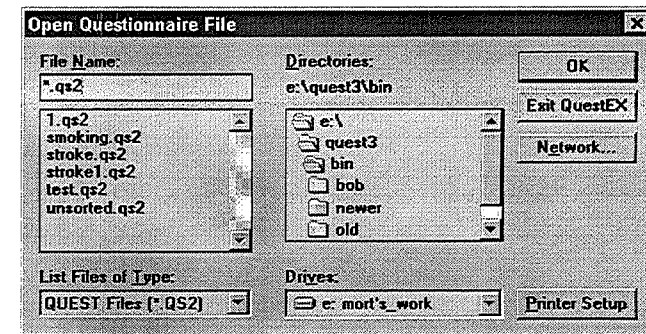 Open Questionnaire File
File Name:
*.qs2
1.qs2
smoking.qs2
stroke.qs2
stroke1.qs2
test.qs2
unsorted.qs2
List Files of Type:
QUEST Files (*.QS2)
Directories:
e:\quest3\bin
e:\
quest3
bin
bob
newer
old
Drives:
e: mort's_work
OK
Exit QuestEX
Network...
Printer Setup